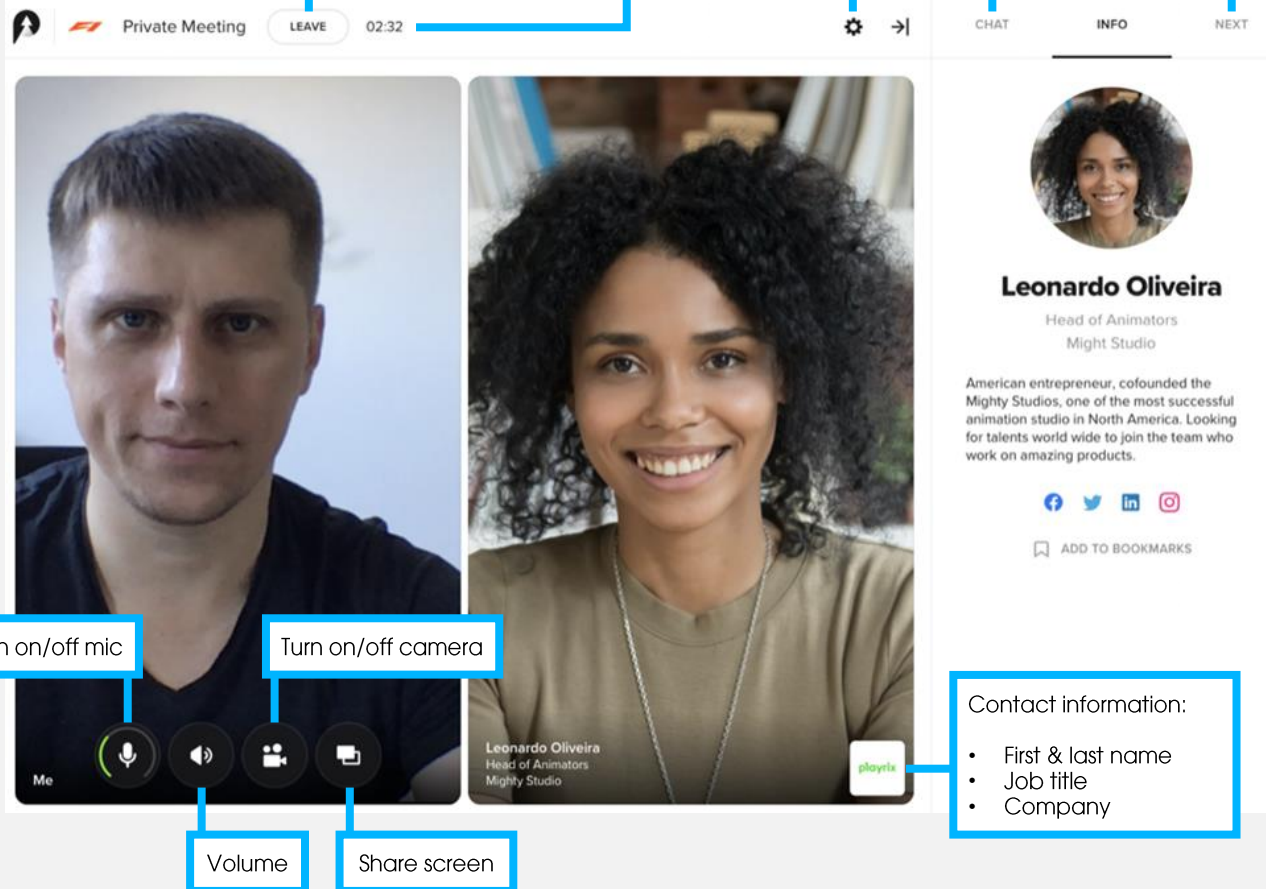 Private Meeting
LEAVE
02:32
CHAT
INFO
NEXT
Leonardo Oliveira
Head of Animators
Might Studio
American entrepreneur, cofounded the
Mighty Studios, one of the most successful
animation studio in North America. Looking
for talents world wide to join the team who
work on amazing products.
ADD TO BOOKMARKS
n on/off mic
Turn on/off camera
Me
Leonardo Oliveira
Head of Animators
Mighty Studio
playrix
Contact information:
• First & last name
• Job title
• Company
Volume
Share screen